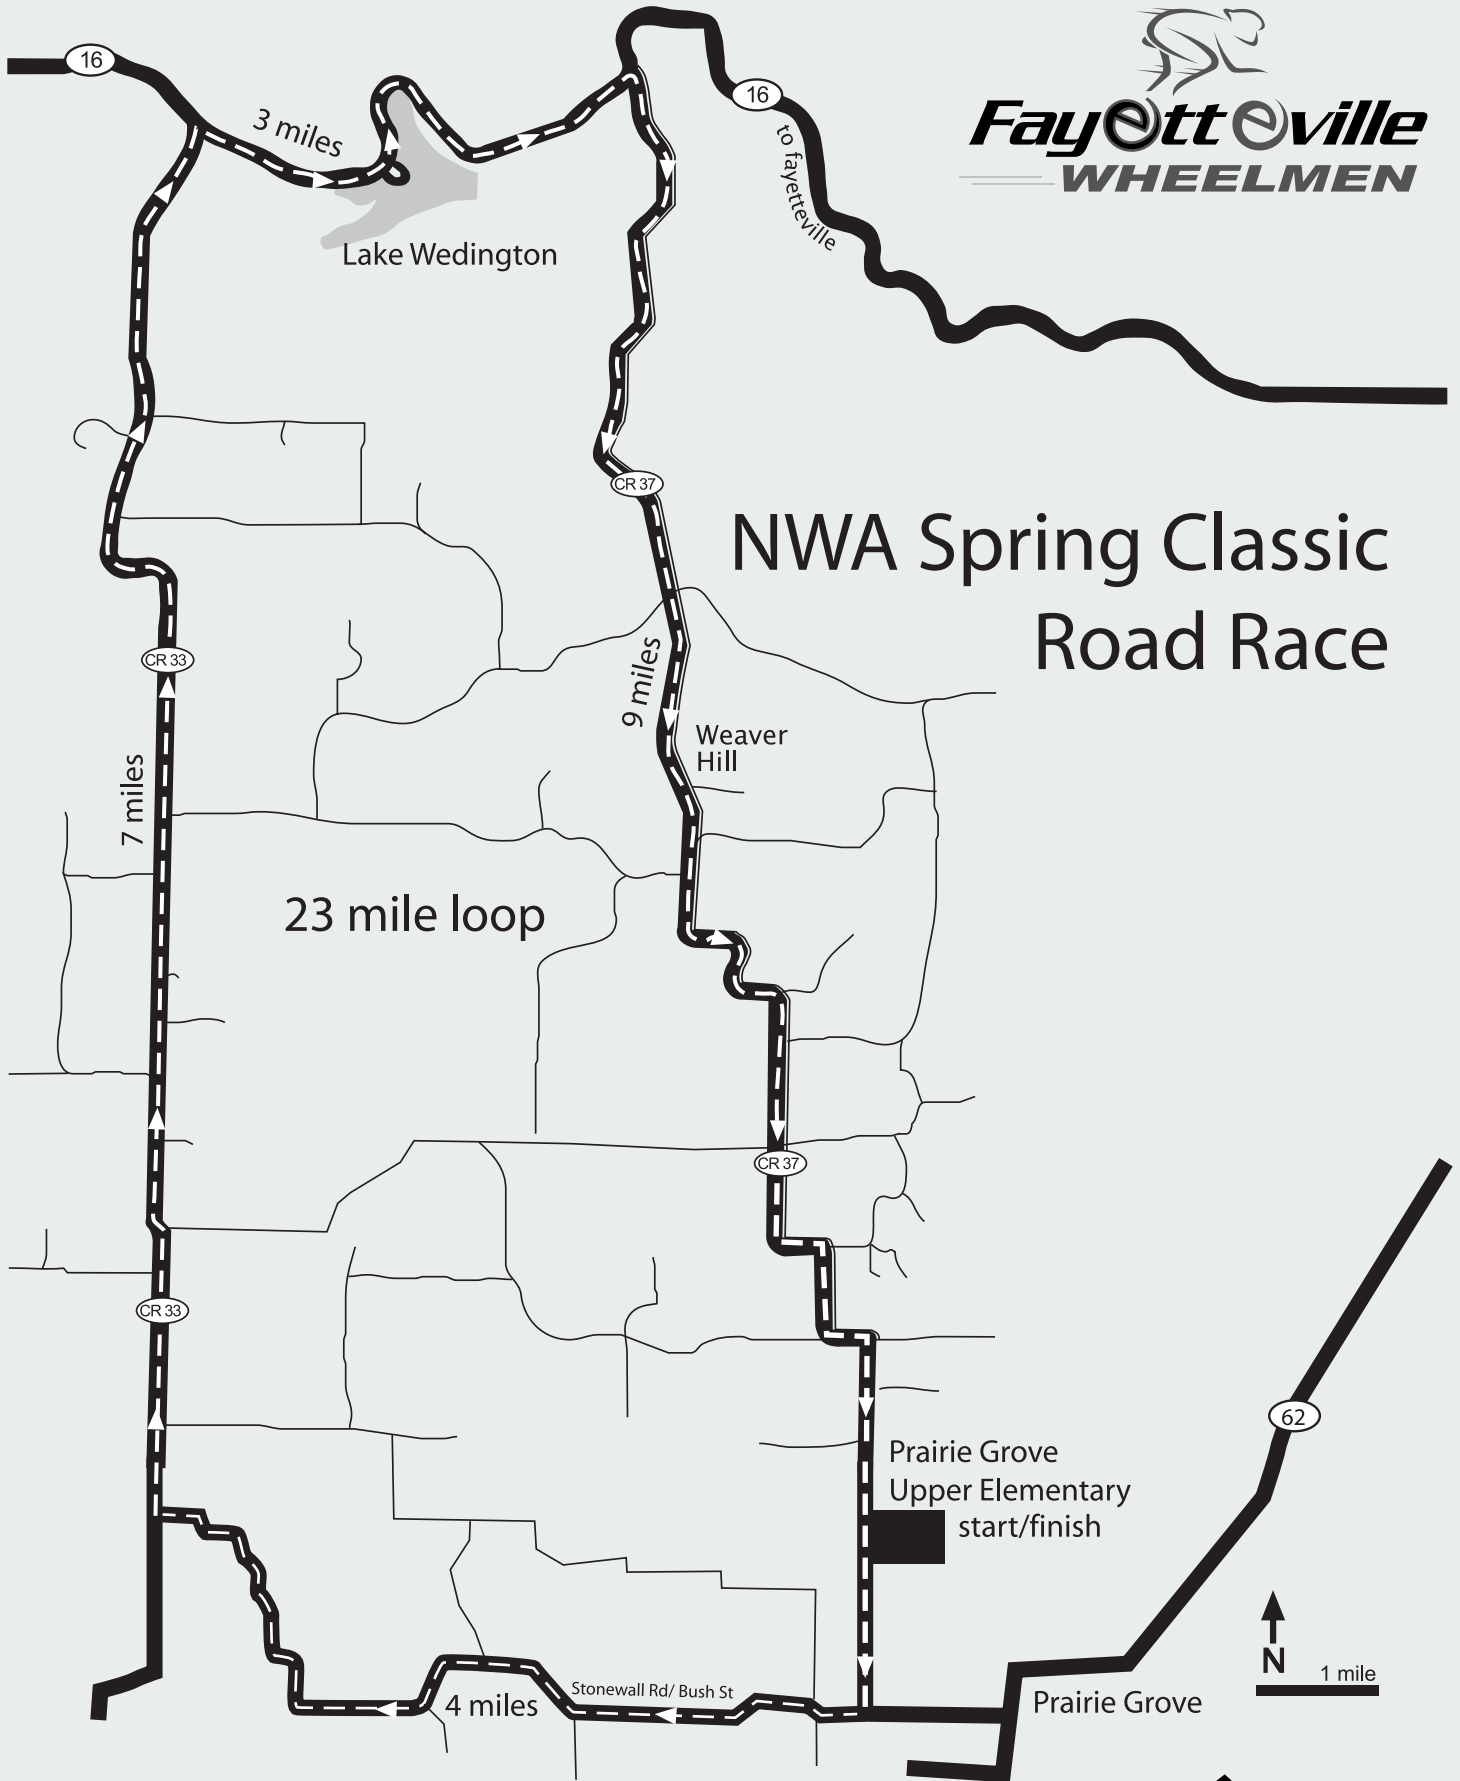 16
3 miles
16
to fayetteville
Fayetteville
WHEELMEN
Lake Wedington
CR 37
NWA Spring Classic
Road Race
CR 33
9 miles
Weaver
Hill
7 miles
23 mile loop
CR 37
CR 33
62
Prairie Grove
Upper Elementary
start/finish
N
1 mile
Stonewall Rd/ Bush St
4 miles
Prairie Grove